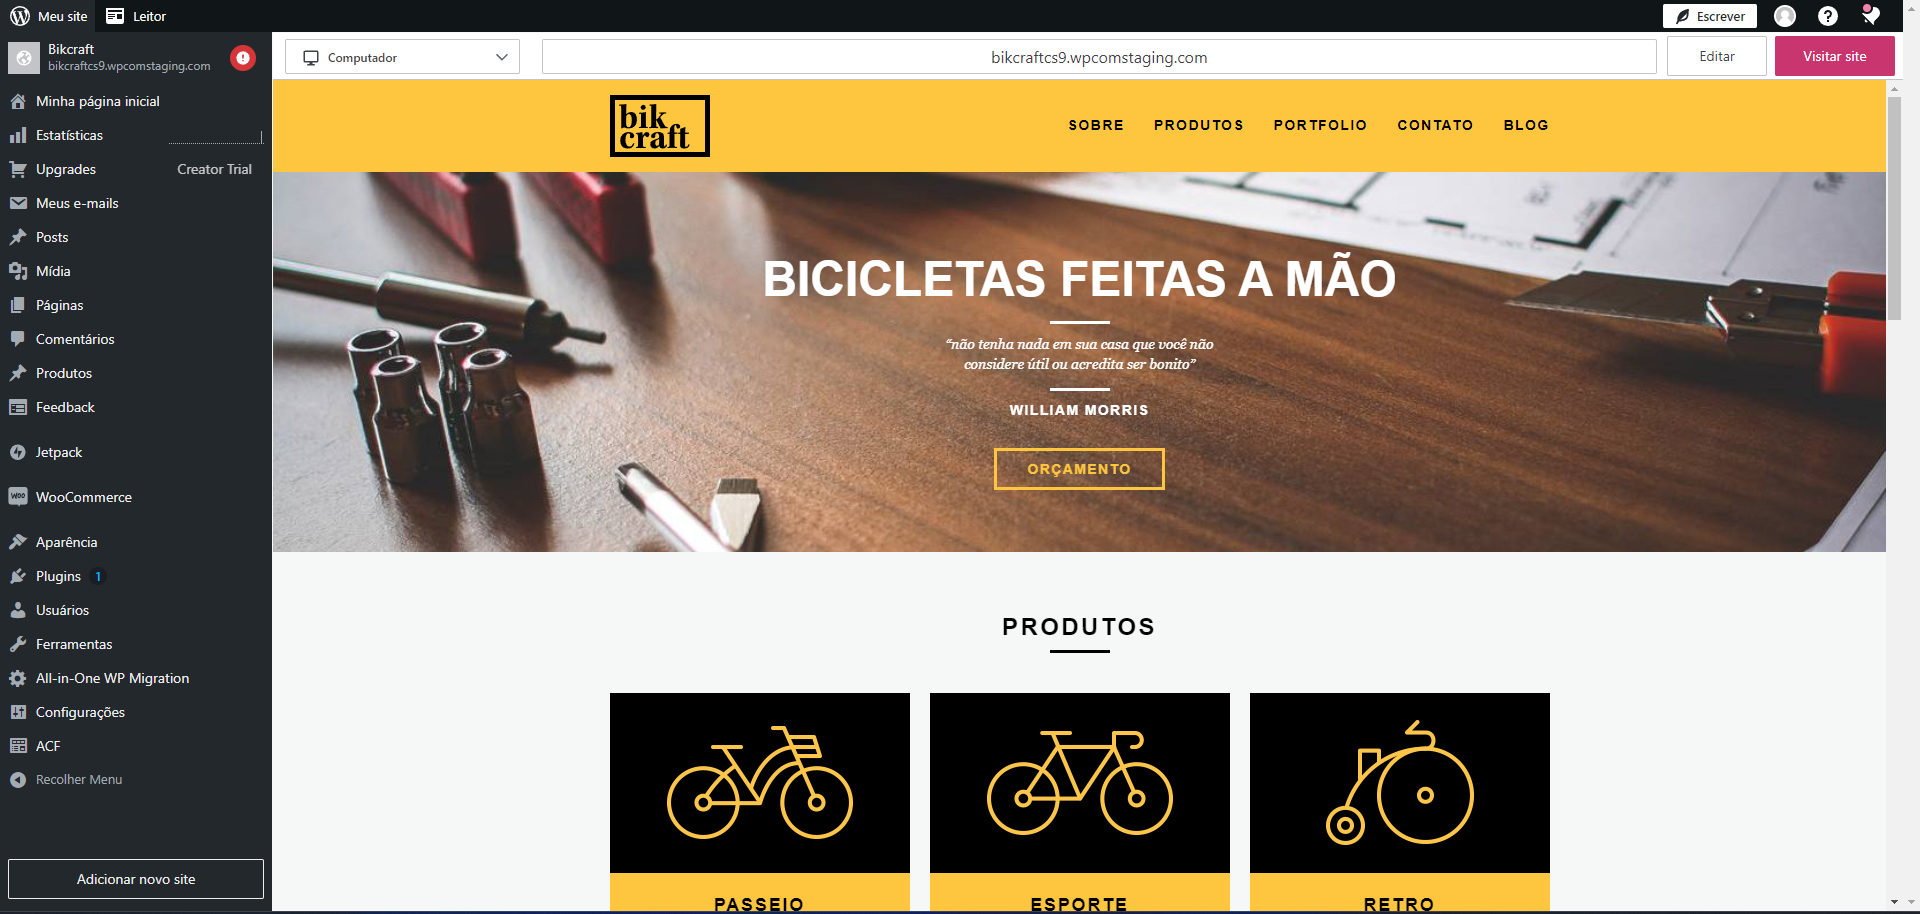 Meu site
Leitor
Escrever
Bikcraft
bikcraftcs9.wpcomstaging.com
Computador
bikcraftcs9.wpcomstaging.com
Editar
Visitar site
Minha página inicial
Estatísticas
Upgrades
Creator Trial
Meus e-mails
Posts
Mídia
Páginas
Comentários
Produtos
Feedback
Jetpack
WooCommerce
Aparência
Plugins 1
Usuários
Ferramentas
All-in-One WP Migration
Configurações
ACF
Recolher Menu
Adicionar novo site
bik
craft
SOBRE
PRODUTOS
PORTFOLIO
CONTATO
BLOG
BICICLETAS FEITAS A MÃO
“não tenha nada em sua casa que você não
considere útil ou acredita ser bonito”
WILLIAM MORRIS
ORÇAMENTO
PRODUTOS
PASSEIO
ESPORTE
RETRO